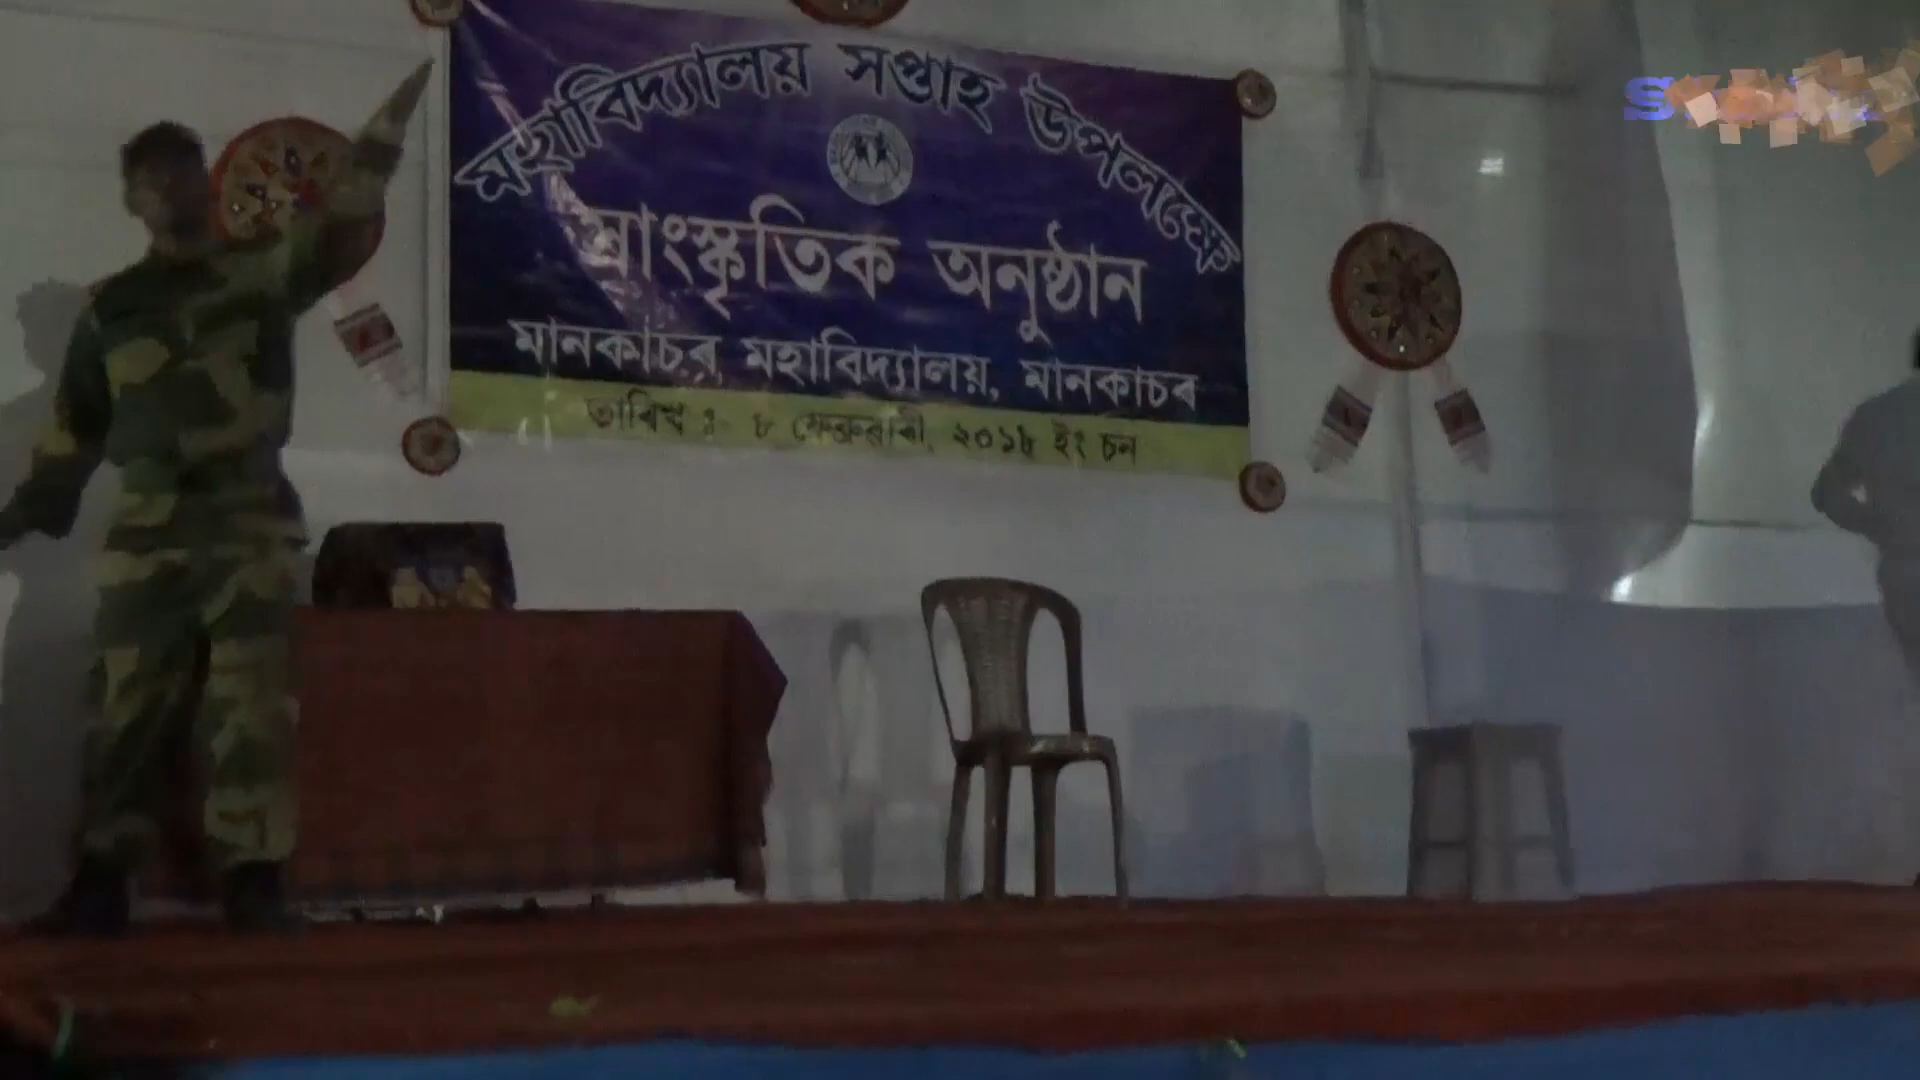 মহাবিদ্যালয় সপ্তাহ উপলক্ষে
সাংস্কৃতিক অনুষ্ঠান
মানকাচৰ মহাবিদ্যালয়, মানকাচৰ
তাৰিখ ঃ- ৮ ফেব্ৰুৱাৰী, ২০১৮ ইং চন